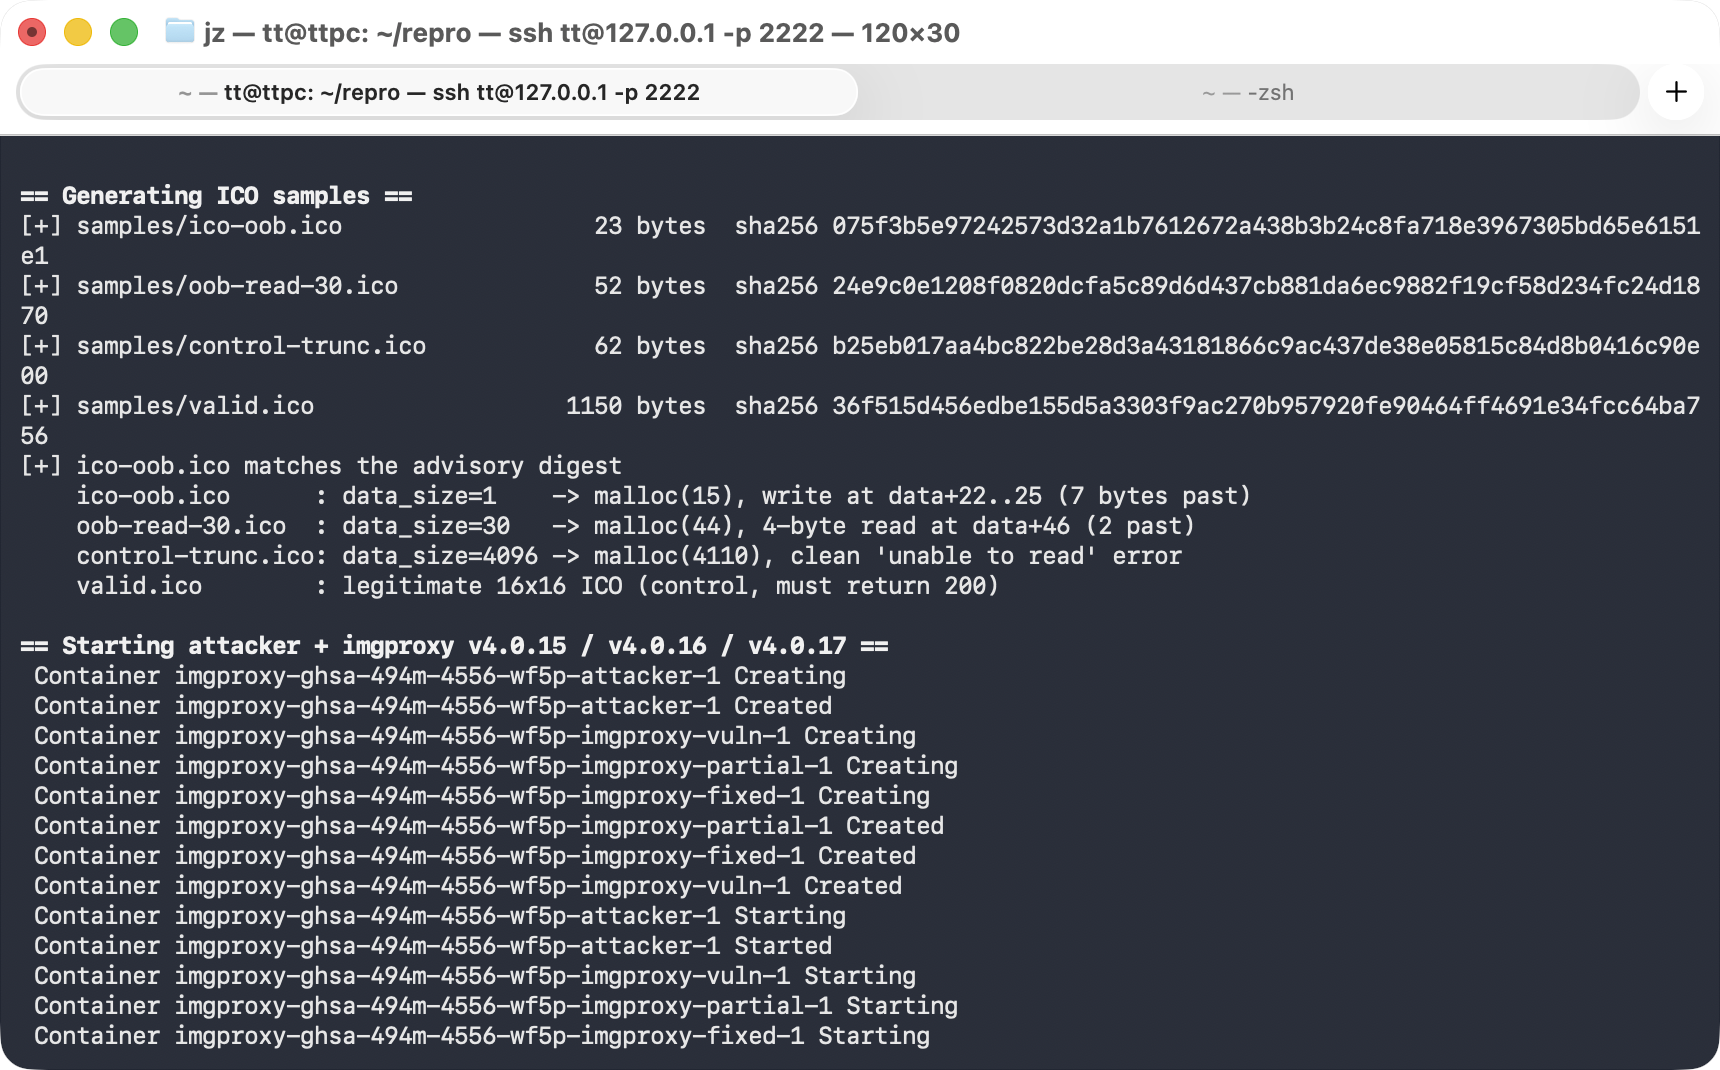 jz — tt@ttpc: ~/repro — ssh tt@127.0.0.1 -p 2222 — 120×30
~ — tt@ttpc: ~/repro — ssh tt@127.0.0.1 -p 2222
~ — -zsh
+
== Generating ICO samples ==
[+] samples/ico-oob.ico                  23 bytes  sha256 075f3b5e97242573d32a1b7612672a438b3b24c8fa718e3967305bd65e6151
e1
[+] samples/oob-read-30.ico              52 bytes  sha256 24e9c0e1208f0820dcfa5c89d6d437cb881da6ec9882f19cf58d234fc24d18
70
[+] samples/control-trunc.ico            62 bytes  sha256 b25eb017aa4bc822be28d3a43181866c9ac437de38e05815c84d8b0416c90e
00
[+] samples/valid.ico                  1150 bytes  sha256 36f515d456edbe155d5a3303f9ac270b957920fe90464ff4691e34fcc64ba7
56
[+] ico-oob.ico matches the advisory digest
    ico-oob.ico      : data_size=1    -> malloc(15), write at data+22..25 (7 bytes past)
    oob-read-30.ico  : data_size=30   -> malloc(44), 4-byte read at data+46 (2 past)
    control-trunc.ico: data_size=4096 -> malloc(4110), clean 'unable to read' error
    valid.ico        : legitimate 16x16 ICO (control, must return 200)
== Starting attacker + imgproxy v4.0.15 / v4.0.16 / v4.0.17 ==
 Container imgproxy-ghsa-494m-4556-wf5p-attacker-1 Creating
 Container imgproxy-ghsa-494m-4556-wf5p-attacker-1 Created
 Container imgproxy-ghsa-494m-4556-wf5p-imgproxy-vuln-1 Creating
 Container imgproxy-ghsa-494m-4556-wf5p-imgproxy-partial-1 Creating
 Container imgproxy-ghsa-494m-4556-wf5p-imgproxy-fixed-1 Creating
 Container imgproxy-ghsa-494m-4556-wf5p-imgproxy-partial-1 Created
 Container imgproxy-ghsa-494m-4556-wf5p-imgproxy-fixed-1 Created
 Container imgproxy-ghsa-494m-4556-wf5p-imgproxy-vuln-1 Created
 Container imgproxy-ghsa-494m-4556-wf5p-attacker-1 Starting
 Container imgproxy-ghsa-494m-4556-wf5p-attacker-1 Started
 Container imgproxy-ghsa-494m-4556-wf5p-imgproxy-vuln-1 Starting
 Container imgproxy-ghsa-494m-4556-wf5p-imgproxy-partial-1 Starting
 Container imgproxy-ghsa-494m-4556-wf5p-imgproxy-fixed-1 Starting